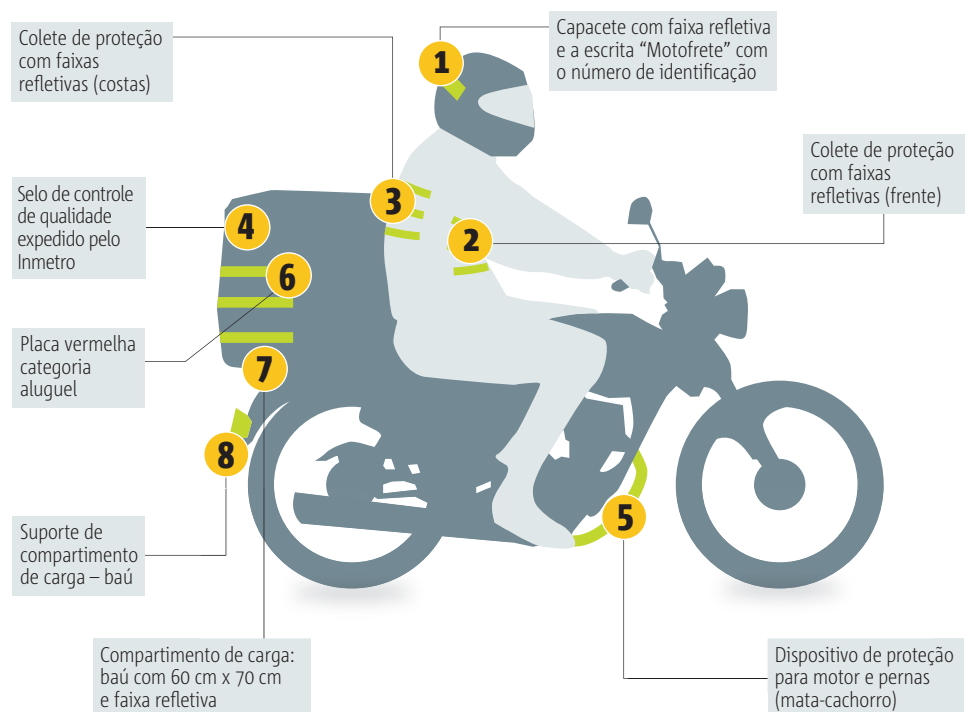 Colete de proteção
com faixas
refletivas (costas)
1
Capacete com faixa refletiva
e a escrita “Motofrete” com
o número de identificação
Colete de proteção
com faixas
refletivas (frente)
3
2
Selo de controle
de qualidade
expedido pelo
Inmetro
4
6
Placa vermelha
categoria
aluguel
7
8
5
Suporte de
compartimento
de carga – baú
Compartimento de carga:
baú com 60 cm x 70 cm
e faixa refletiva
Dispositivo de proteção
para motor e pernas
(mata-cachorro)